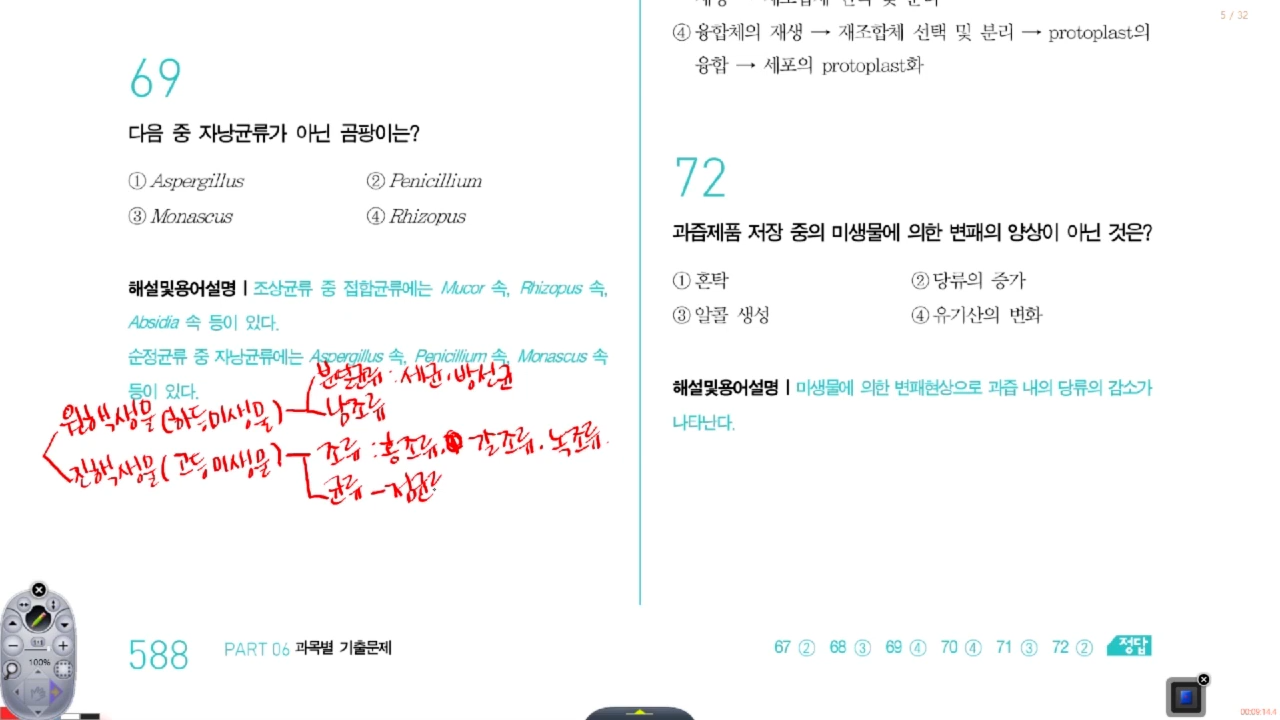 69
다음 중 자낭균류가 아닌 곰팡이는?
① Aspergillus ② Penicillium
③ Monascus ④ Rhizopus
해설및용어설명 | 조상균류 중 접합균류에는 Mucor 속, Rhizopus 속,
Absidia 속 등이 있다.
순정균류 중 자낭균류에는 Aspergillus 속, Penicillium 속, Monascus 속
등이 있다.
원핵생물 (하등미생물)
분열균류 : 세균, 방선균
남조류
진핵생물 (고등미생물)
조류 : 홍조류, 갈조류, 녹조류.
균류 -
588 PART 06 과목별 기출문제
5 / 32
④ 융합체의 재생 → 재조합체 선택 및 분리 → protoplast의
융합 → 세포의 protoplast화
72
과즙제품 저장 중의 미생물에 의한 변패의 양상이 아닌 것은?
① 혼탁 ② 당류의 증가
③ 알콜 생성 ④ 유기산의 변화
해설및용어설명 | 미생물에 의한 변패현상으로 과즙 내의 당류의 감소가
나타난다.
67 ② 68 ③ 69 ④ 70 ④ 71 ③ 72 ② 정답
100%
00:09:14.4